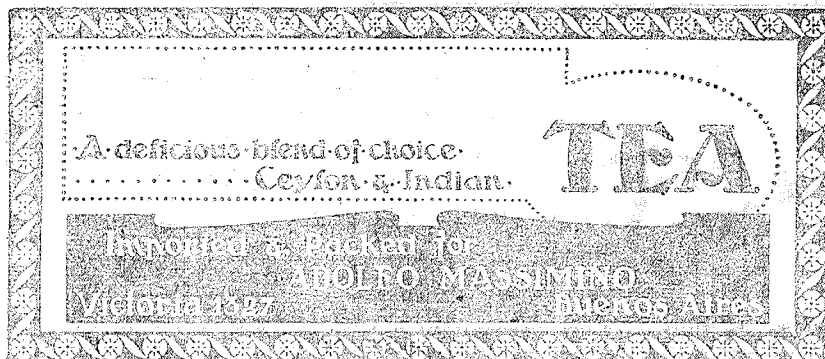 A·delicious·blend·of·choice·
Ceylon·&·Indian·
TEA
Imported & Packed for
ADOLFO MASSIMINO
Victoria 1327 Buenos Aires